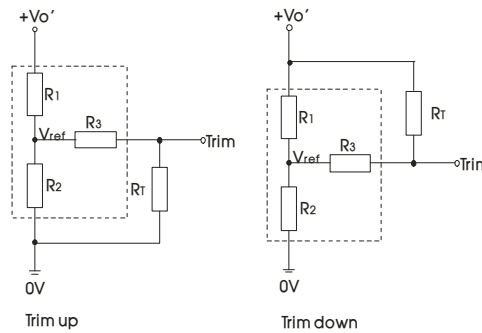 +Vo'
R1
Vref
R3
Trim
R2
RT
0V
Trim up
+Vo'
R1
RT
Vref
R3
Trim
R2
0V
Trim down